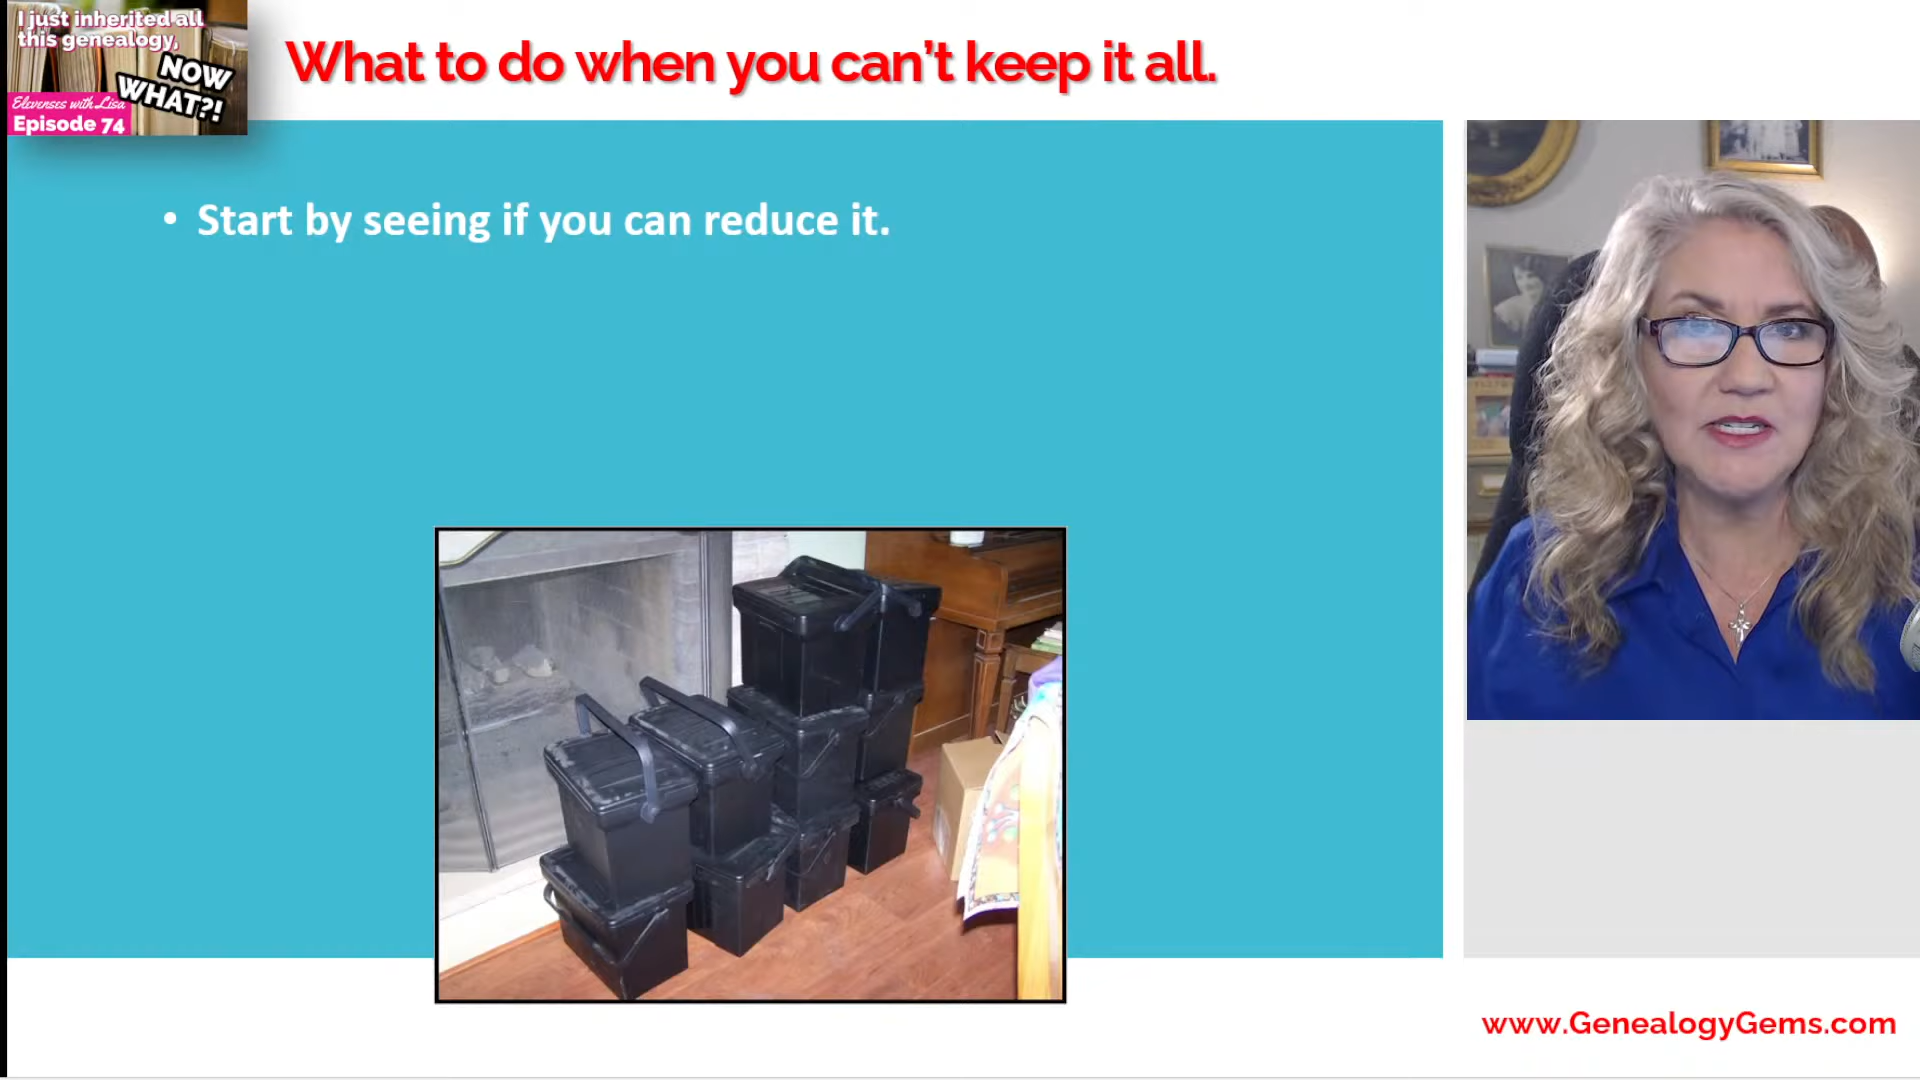 I just inherited all
this genealogy,
NOW
WHAT?!
Elevenses with Lisa
Episode 74
What to do when you can't keep it all.
• Start by seeing if you can reduce it.
www.GenealogyGems.com